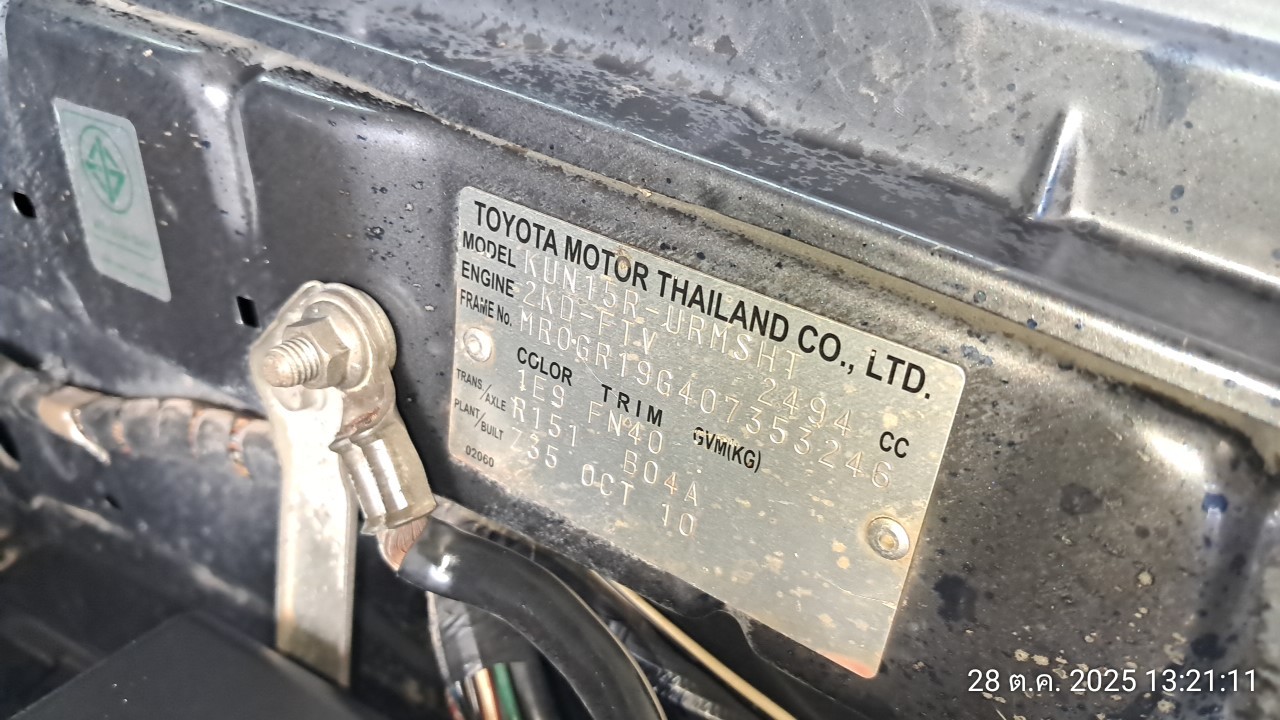 TOYOTA MOTOR THAILAND CO., LTD.
MODEL KUN15R-URMSHT
ENGINE 2KD-FTV 2494 CC
FRAME No. MR0GR19G407353246
COLOR TRIM GVM(KG)
1E9 FN40
TRANS/AXLE R151 B04A
PLANT/BUILT Z35 OCT 10
02060
28 ต.ค. 2025 13:21:11